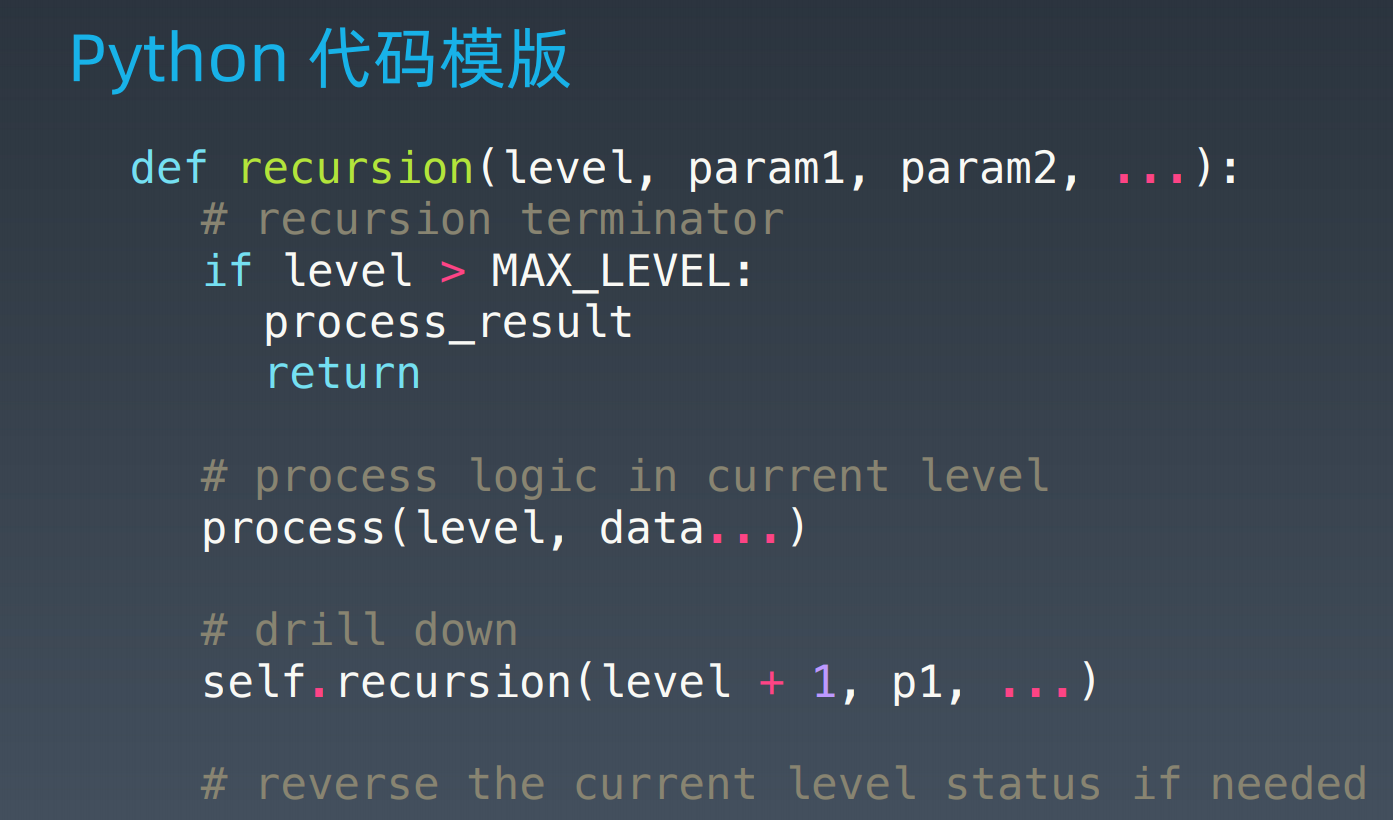 Python 代码模版
def recursion(level, param1, param2, ...):
# recursion terminator
if level > MAX_LEVEL:
process_result
return
# process logic in current level
process(level, data...)
# drill down
self.recursion(level + 1, p1, ...)
# reverse the current level status if needed